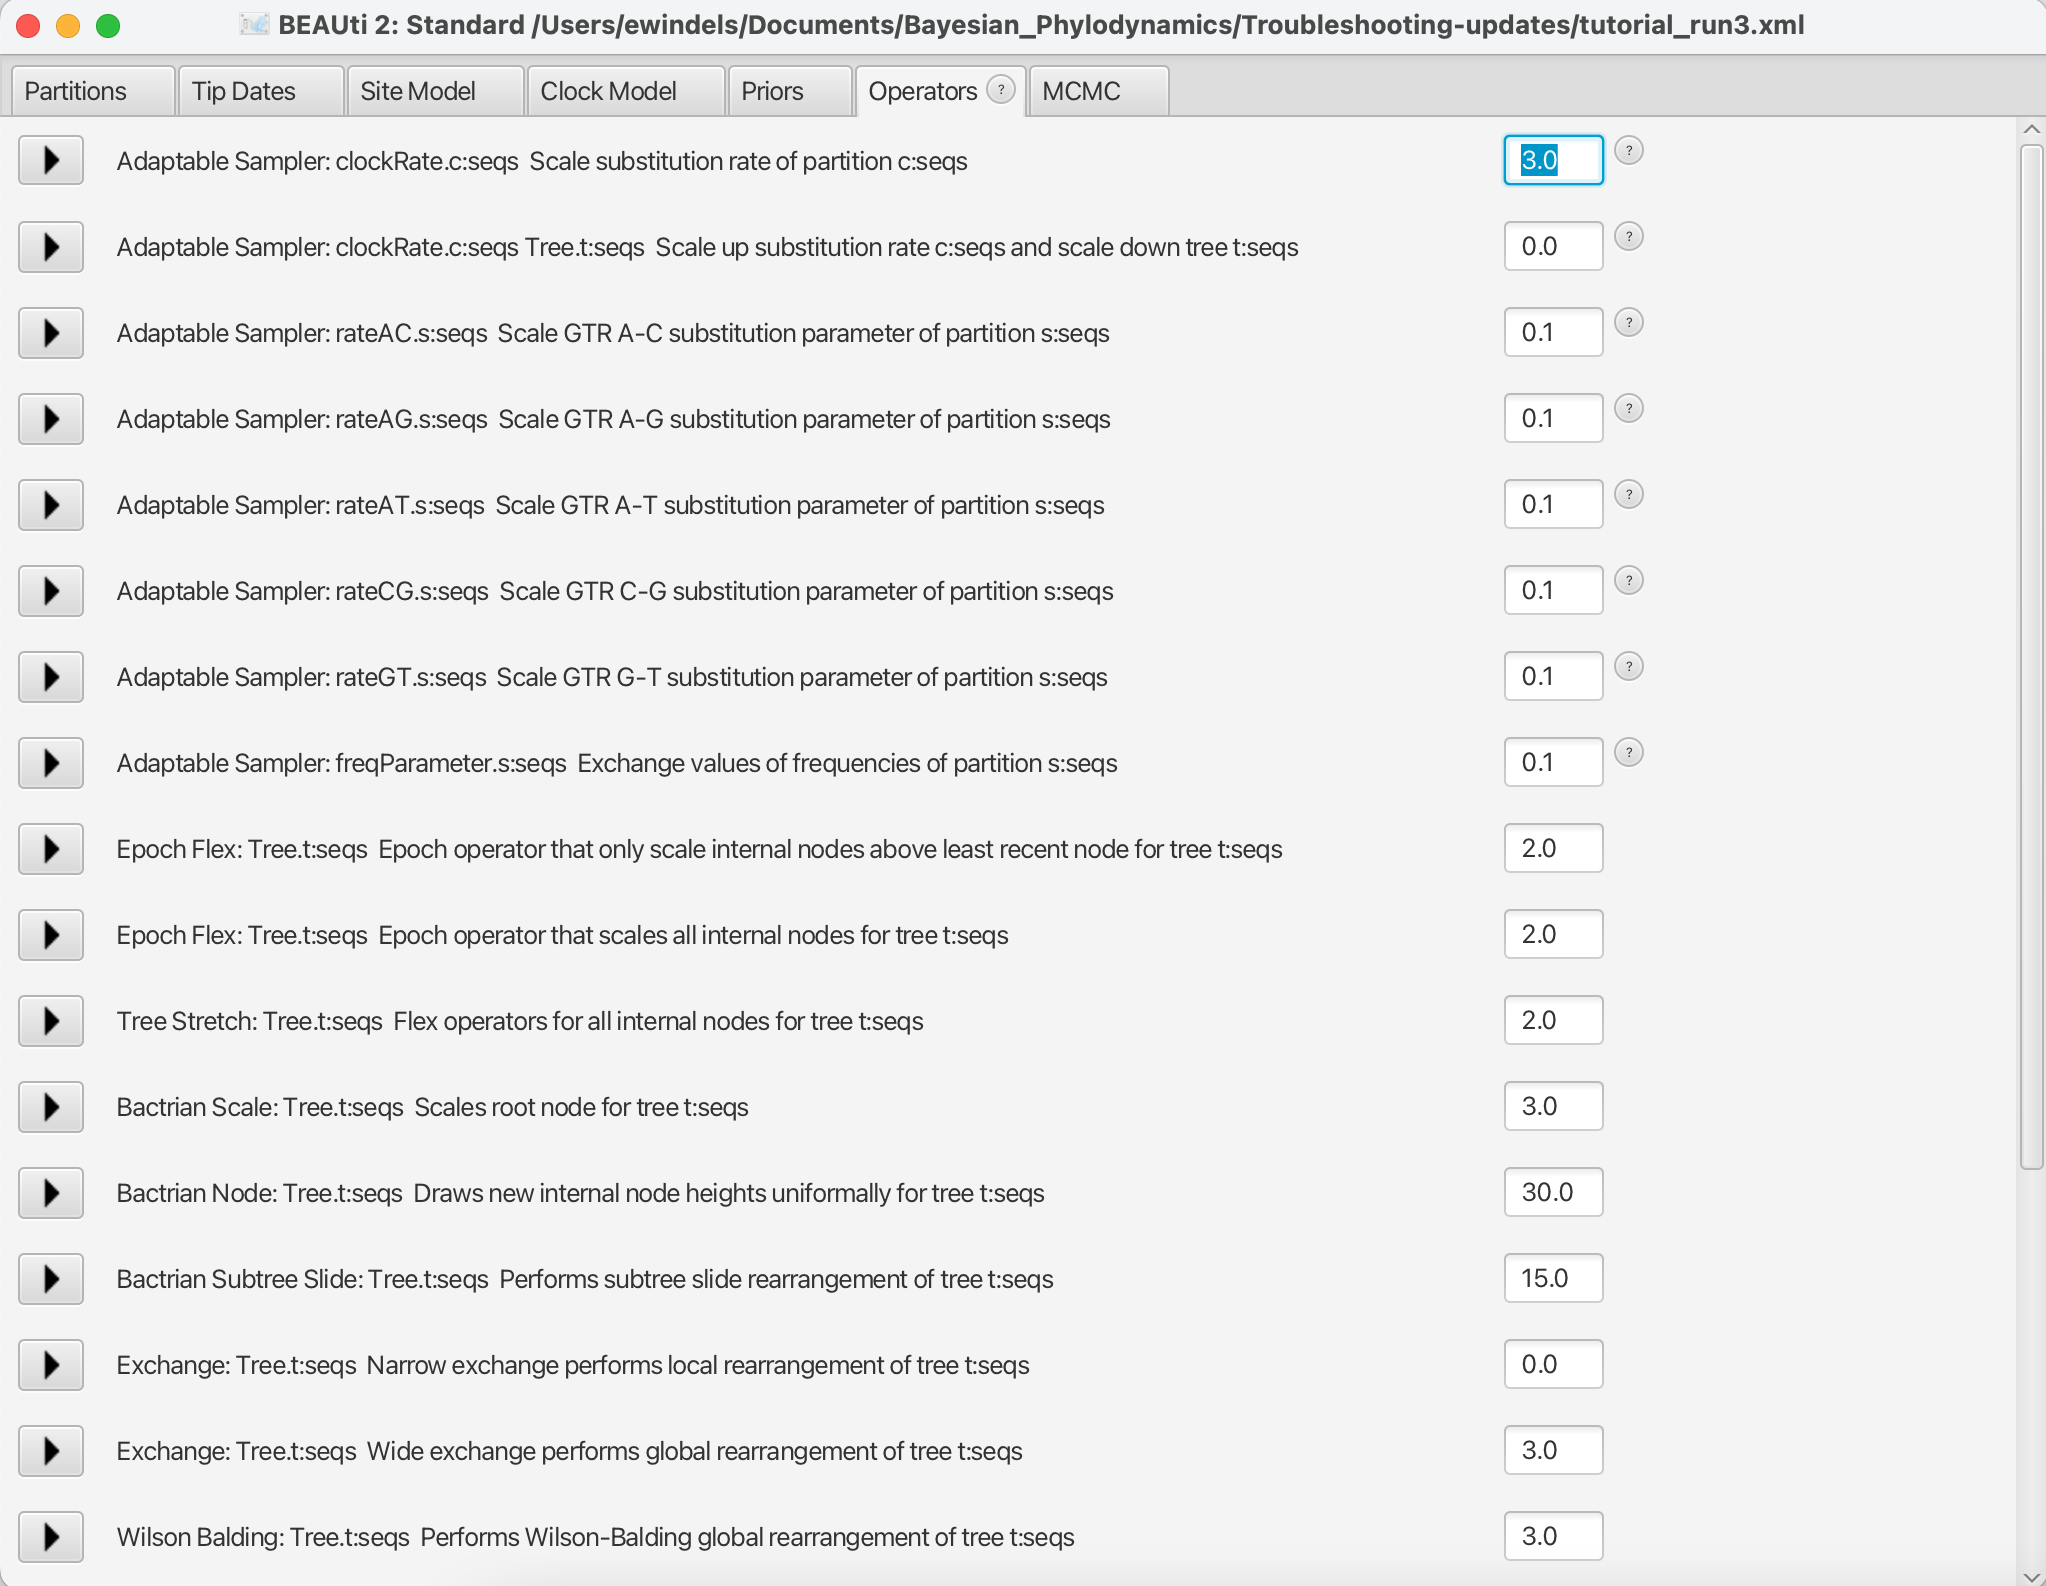 BEAUti 2: Standard /Users/ewindels/Documents/Bayesian_Phylodynamics/Troubleshooting-updates/tutorial_run3.xml
Partitions Tip Dates Site Model Clock Model Priors Operators ? MCMC
Adaptable Sampler: clockRate.c:seqs Scale substitution rate of partition c:seqs 3.0 ?
Adaptable Sampler: clockRate.c:seqs Tree.t:seqs Scale up substitution rate c:seqs and scale down tree t:seqs 0.0 ?
Adaptable Sampler: rateAC.s:seqs Scale GTR A-C substitution parameter of partition s:seqs 0.1 ?
Adaptable Sampler: rateAG.s:seqs Scale GTR A-G substitution parameter of partition s:seqs 0.1 ?
Adaptable Sampler: rateAT.s:seqs Scale GTR A-T substitution parameter of partition s:seqs 0.1 ?
Adaptable Sampler: rateCG.s:seqs Scale GTR C-G substitution parameter of partition s:seqs 0.1 ?
Adaptable Sampler: rateGT.s:seqs Scale GTR G-T substitution parameter of partition s:seqs 0.1 ?
Adaptable Sampler: freqParameter.s:seqs Exchange values of frequencies of partition s:seqs 0.1 ?
Epoch Flex: Tree.t:seqs Epoch operator that only scale internal nodes above least recent node for tree t:seqs 2.0
Epoch Flex: Tree.t:seqs Epoch operator that scales all internal nodes for tree t:seqs 2.0
Tree Stretch: Tree.t:seqs Flex operators for all internal nodes for tree t:seqs 2.0
Bactrian Scale: Tree.t:seqs Scales root node for tree t:seqs 3.0
Bactrian Node: Tree.t:seqs Draws new internal node heights uniformally for tree t:seqs 30.0
Bactrian Subtree Slide: Tree.t:seqs Performs subtree slide rearrangement of tree t:seqs 15.0
Exchange: Tree.t:seqs Narrow exchange performs local rearrangement of tree t:seqs 0.0
Exchange: Tree.t:seqs Wide exchange performs global rearrangement of tree t:seqs 3.0
Wilson Balding: Tree.t:seqs Performs Wilson-Balding global rearrangement of tree t:seqs 3.0